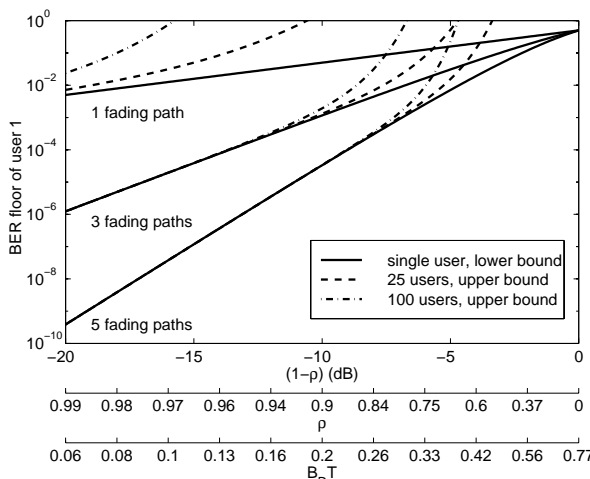 10^0
10^−2
10^−4
10^−6
10^−8
10^−10
BER floor of user 1
1 fading path
3 fading paths
5 fading paths
single user, lower bound
25 users, upper bound
100 users, upper bound
−20 −15 −10 −5 0
(1−ρ) (dB)
0.99 0.98 0.97 0.96 0.94 0.9 0.84 0.75 0.6 0.37 0
ρ
0.06 0.08 0.1 0.13 0.16 0.2 0.26 0.33 0.42 0.56 0.77
B_D T